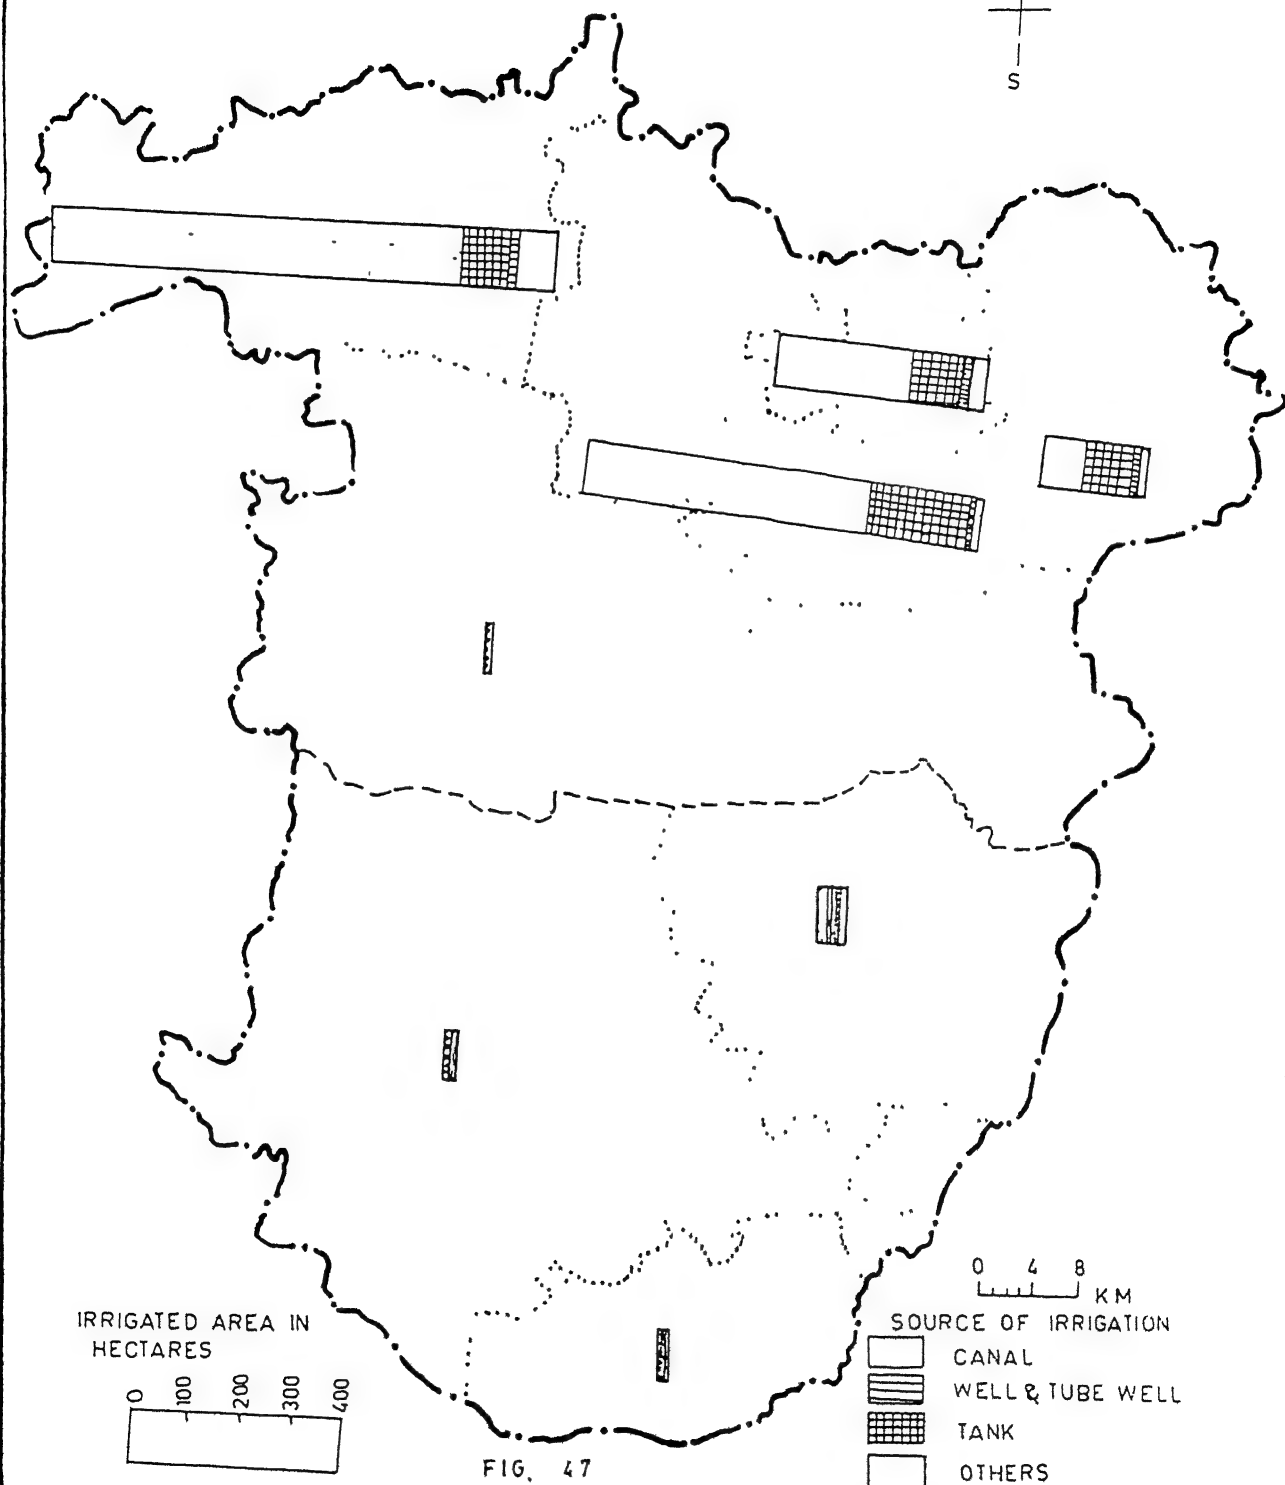 S
0 4 8
KM
IRRIGATED AREA IN
HECTARES
0 100 200 300 400
SOURCE OF IRRIGATION
CANAL
WELL & TUBE WELL
TANK
OTHERS
FIG. 47